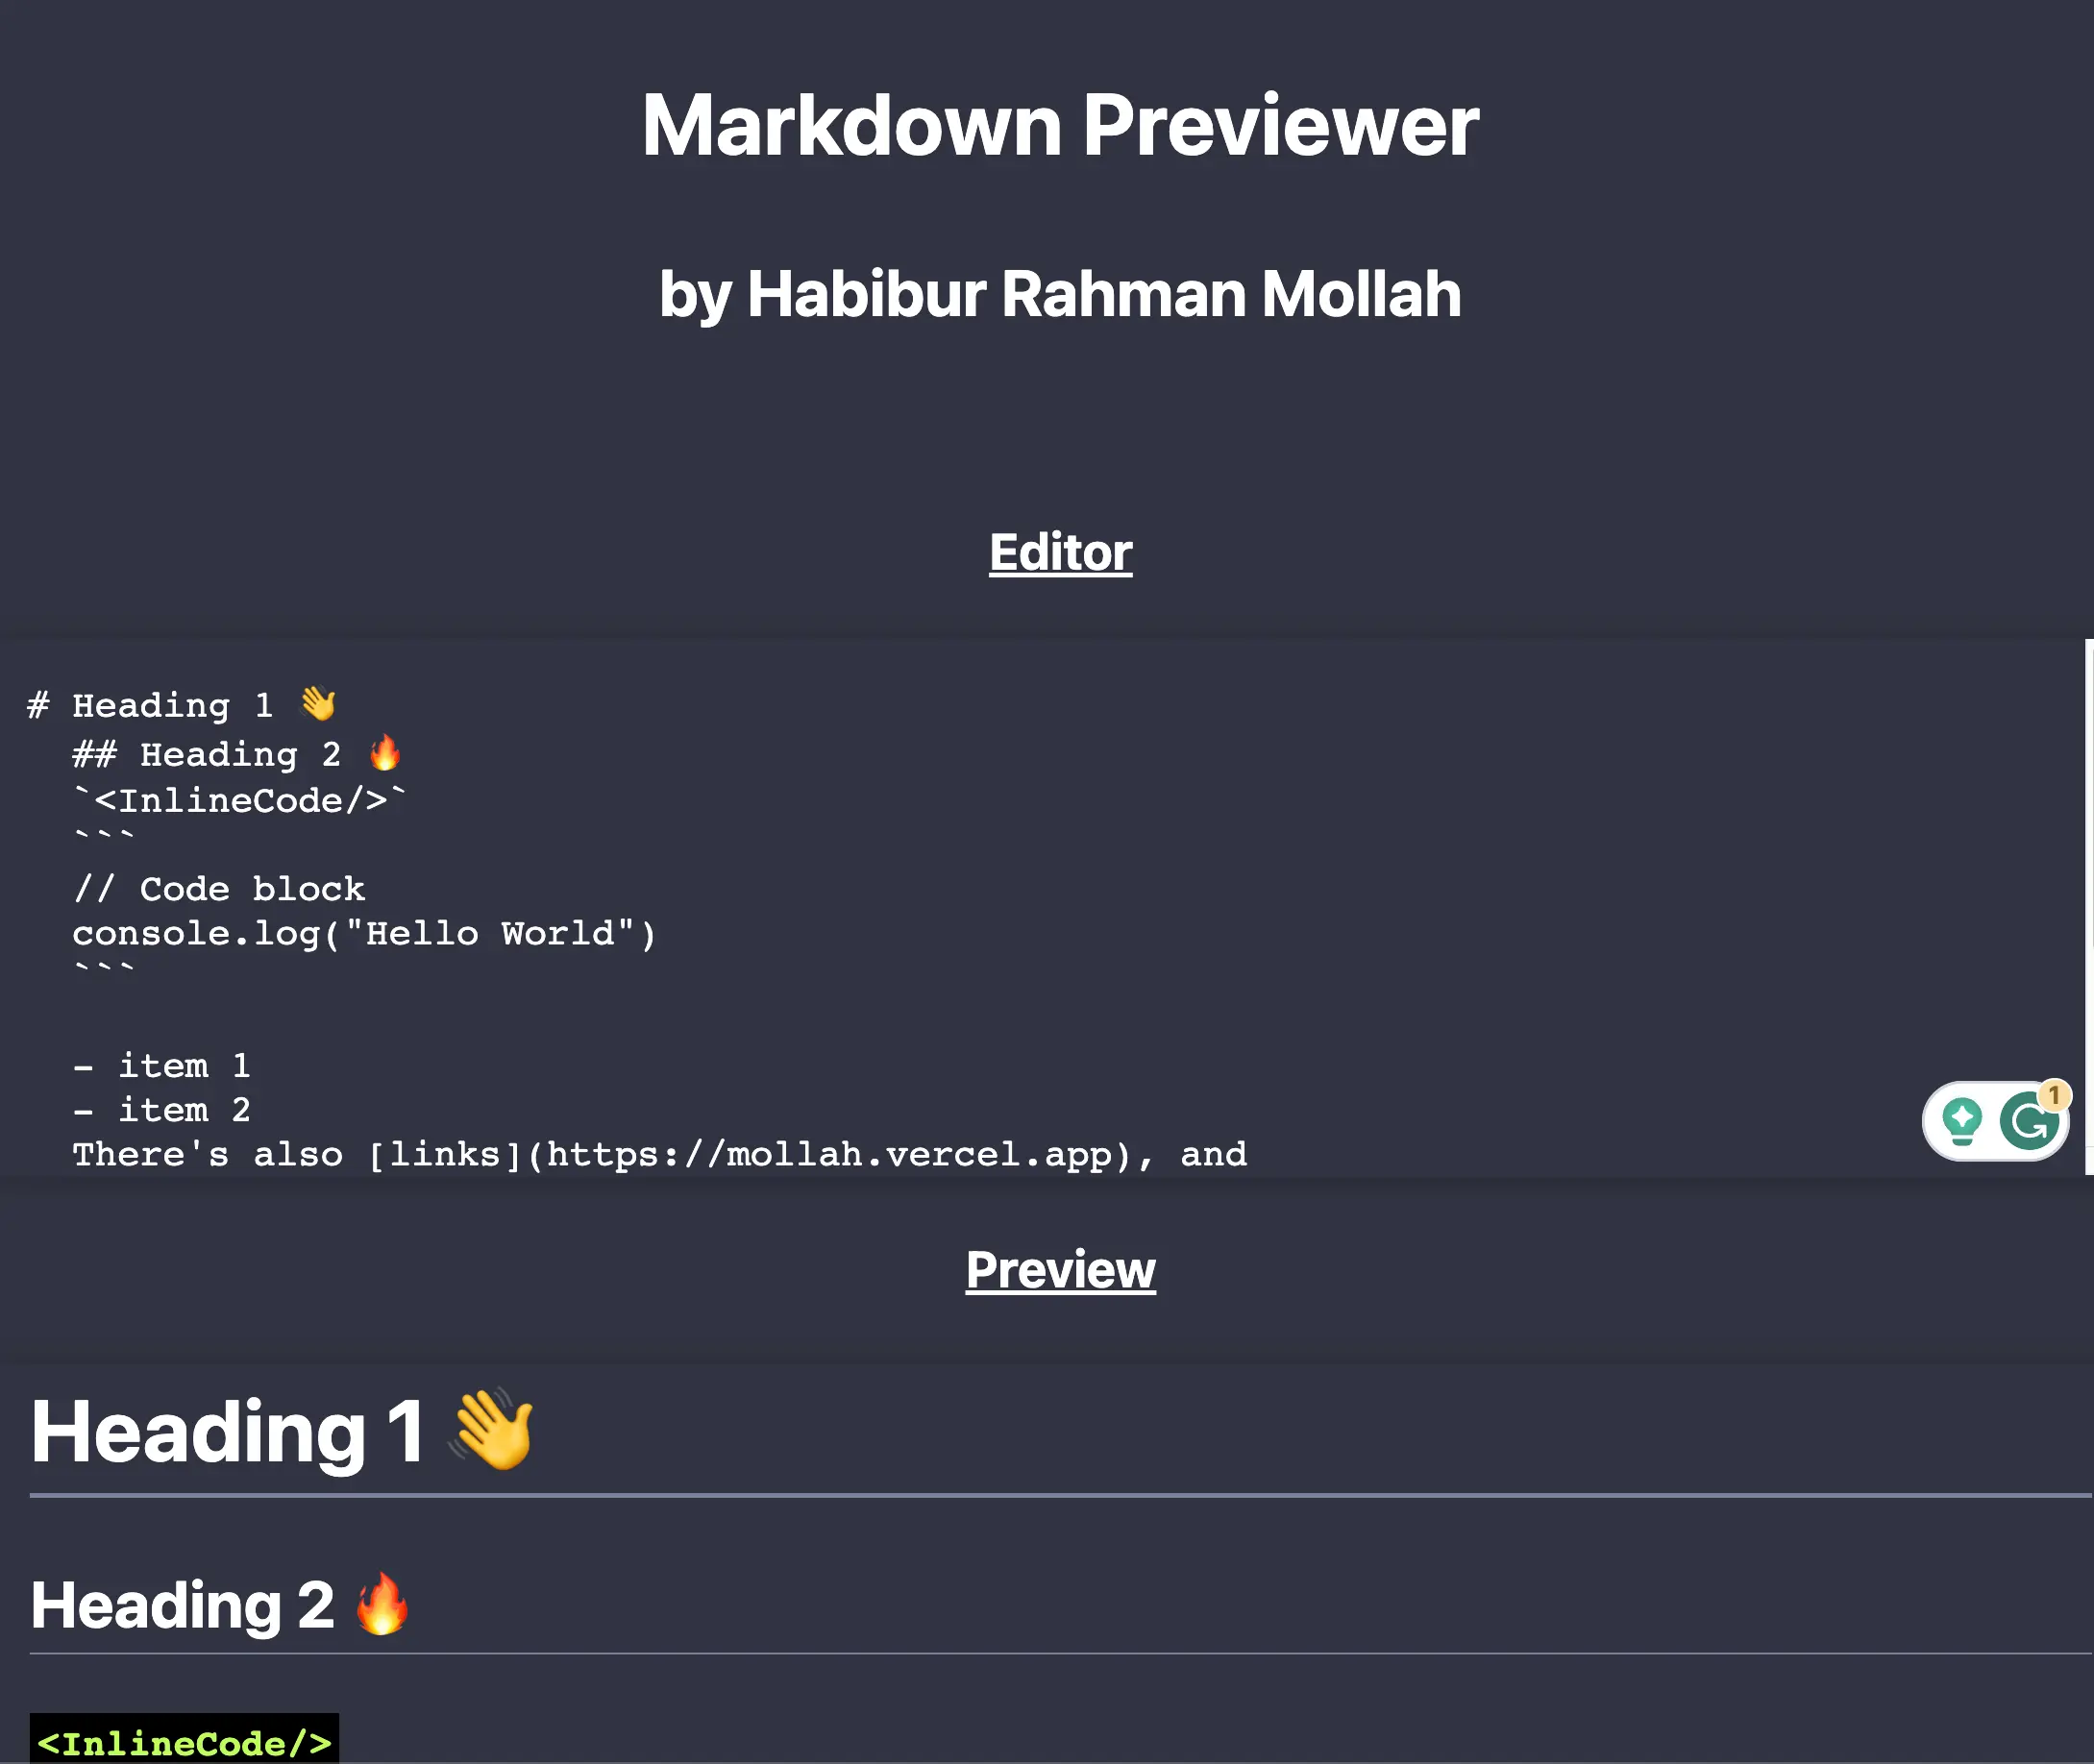 Markdown Previewer
by Habibur Rahman Mollah
Editor
# Heading 1 👋
## Heading 2 🔥
`<InlineCode/>`
```
// Code block
console.log("Hello World")
```
- item 1
- item 2
There's also [links](https://mollah.vercel.app), and
1
Preview
Heading 1 👋
Heading 2 🔥
<InlineCode/>